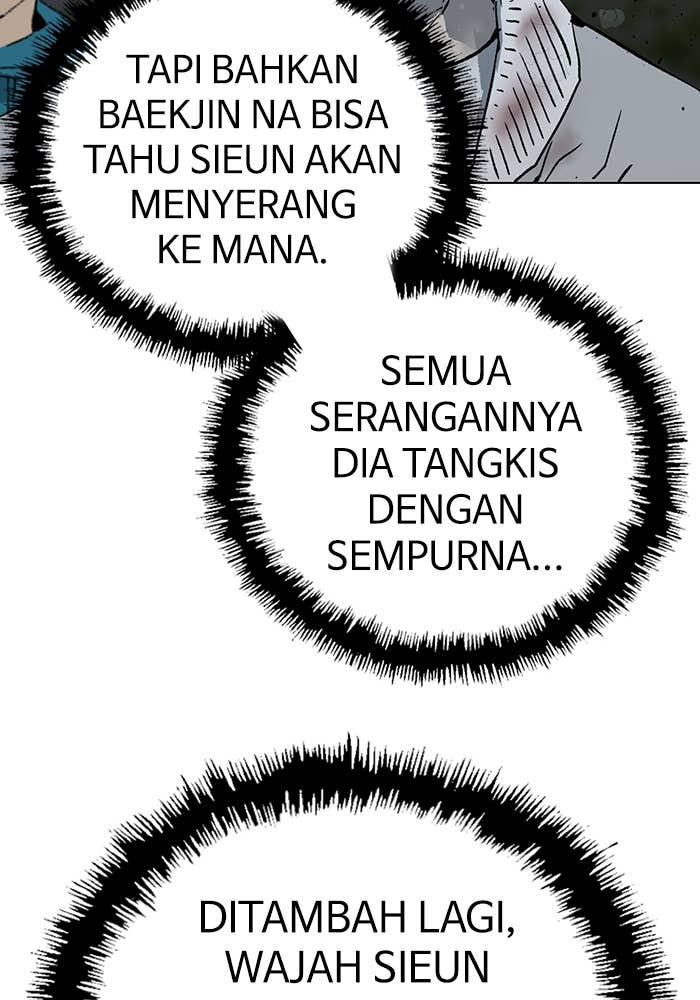 TAPI BAHKAN
BAEKJIN NA BISA
TAHU SIEUN AKAN
MENYERANG
KE MANA.
SEMUA
SERANGANNYA
DIA TANGKIS
DENGAN
SEMPURNA...
DITAMBAH LAGI,
WAJAH SIEUN